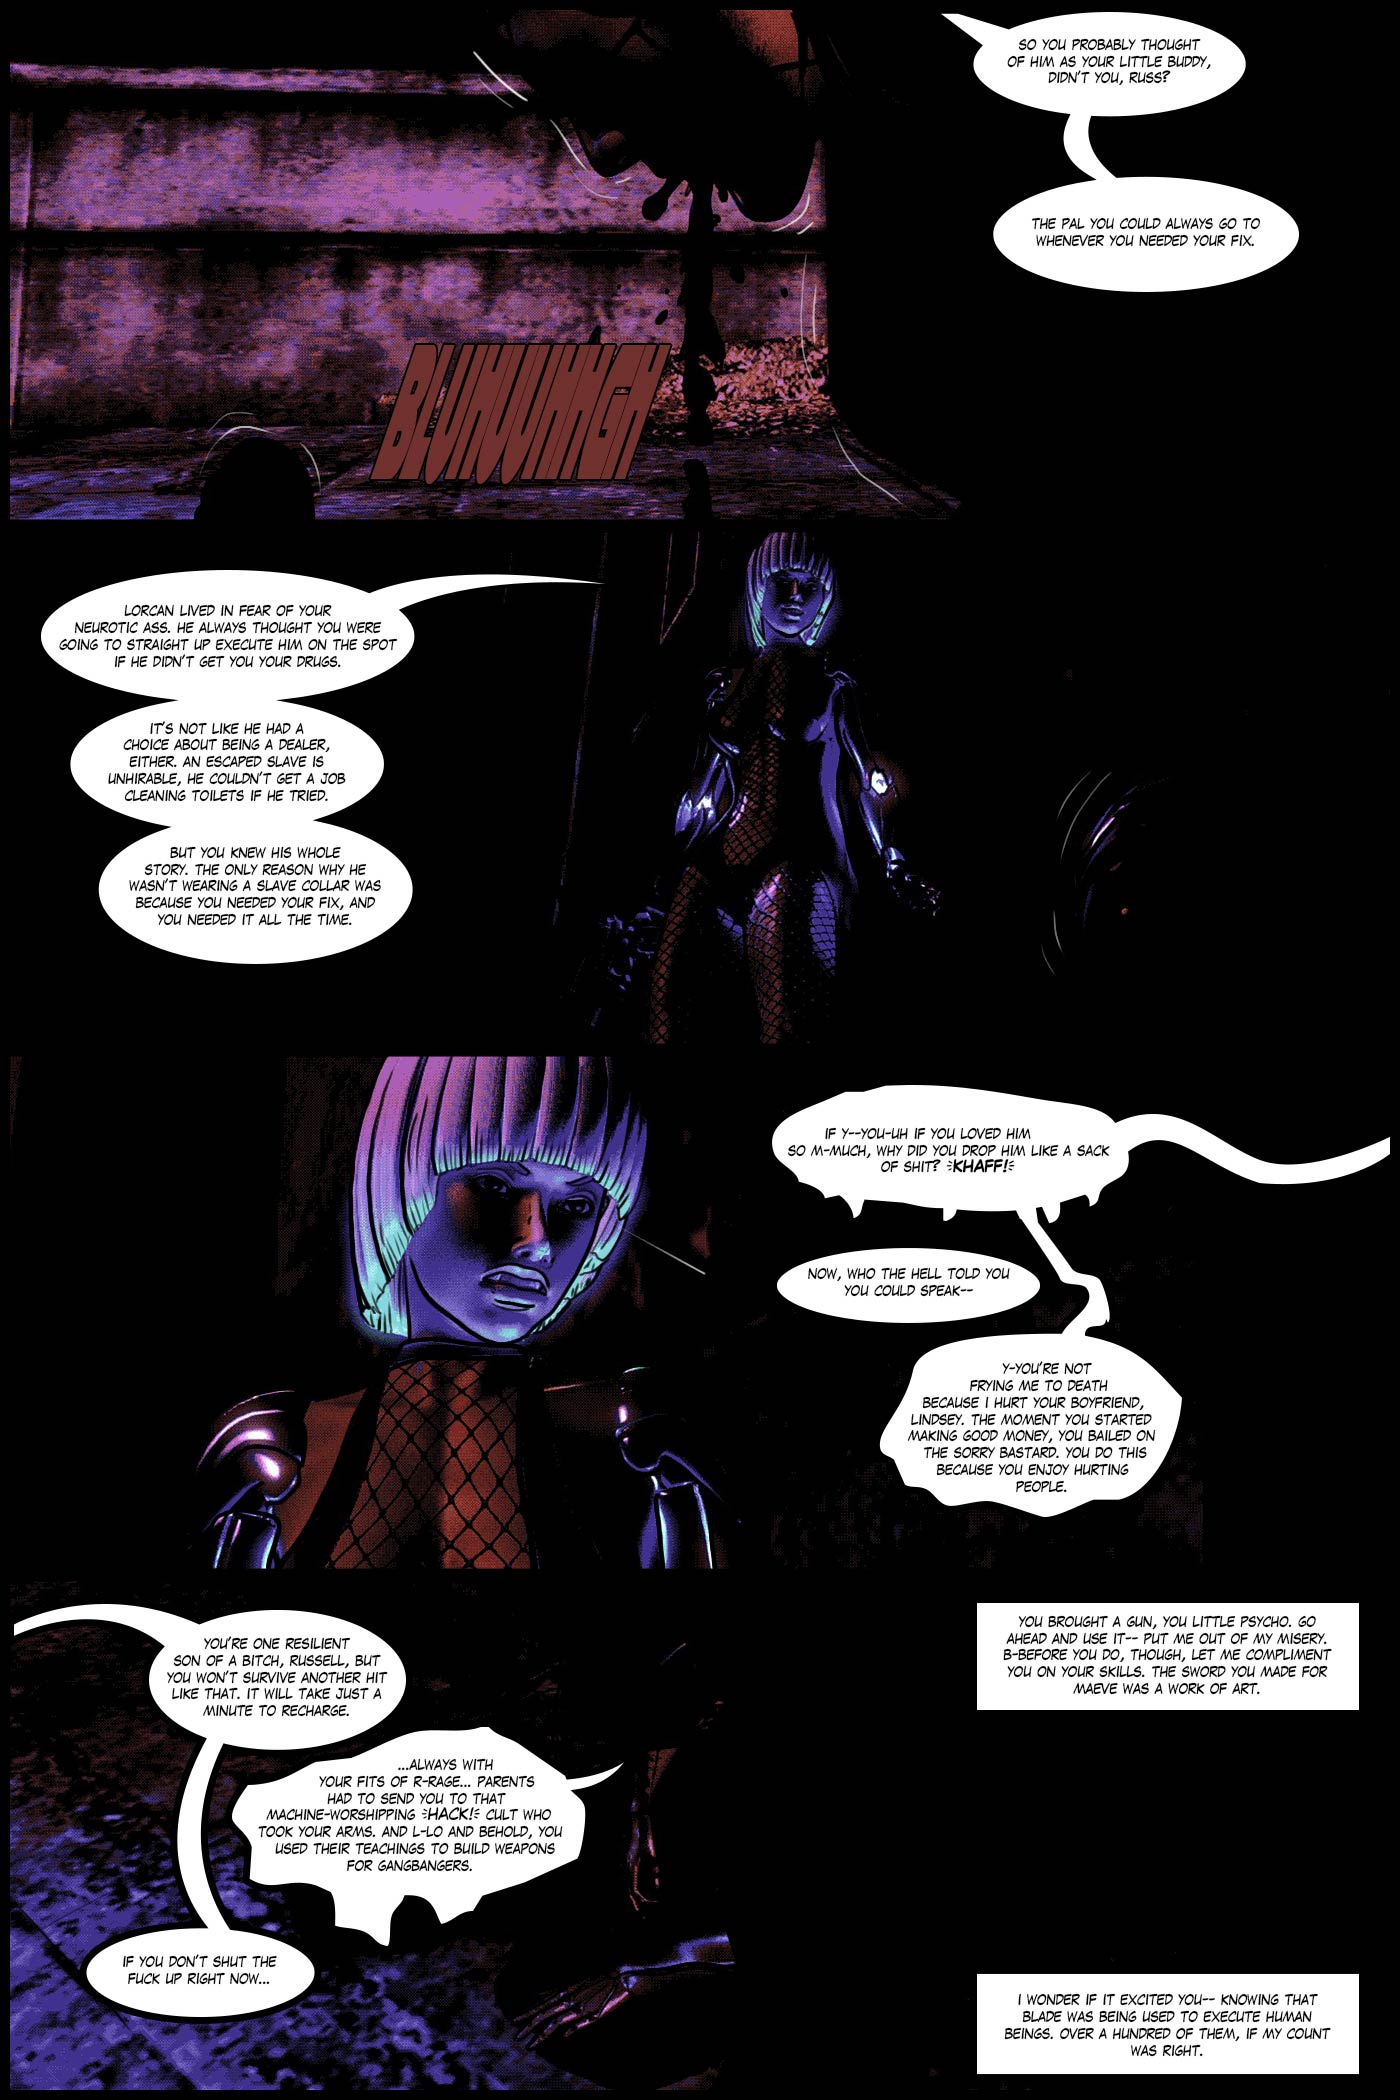 SO YOU PROBABLY THOUGHT
OF HIM AS YOUR LITTLE BUDDY,
DIDN'T YOU, RUSS?
THE PAL YOU COULD ALWAYS GO TO
WHENEVER YOU NEEDED YOUR FIX.
BLUUUUHHGH
LORCAN LIVED IN FEAR OF YOUR
NEUROTIC ASS. HE ALWAYS THOUGHT YOU WERE
GOING TO STRAIGHT UP EXECUTE HIM ON THE SPOT
IF HE DIDN'T GET YOU YOUR DRUGS.
IT'S NOT LIKE HE HAD A
CHOICE ABOUT BEING A DEALER,
EITHER. AN ESCAPED SLAVE IS
UNHIRABLE, HE COULDN'T GET A JOB
CLEANING TOILETS IF HE TRIED.
BUT YOU KNEW HIS WHOLE
STORY. THE ONLY REASON WHY HE
WASN'T WEARING A SLAVE COLLAR WAS
BECAUSE YOU NEEDED YOUR FIX, AND
YOU NEEDED IT ALL THE TIME.
IF Y--YOU-UH IF YOU LOVED HIM
SO M-MUCH, WHY DID YOU DROP HIM LIKE A SACK
OF SHIT? KHAFF!
NOW, WHO THE HELL TOLD YOU
YOU COULD SPEAK--
Y-YOU'RE NOT
FRYING ME TO DEATH
BECAUSE I HURT YOUR BOYFRIEND,
LINDSEY. THE MOMENT YOU STARTED
MAKING GOOD MONEY, YOU BAILED ON
THE SORRY BASTARD. YOU DO THIS
BECAUSE YOU ENJOY HURTING
PEOPLE.
YOU'RE ONE RESILIENT
SON OF A BITCH, RUSSELL, BUT
YOU WON'T SURVIVE ANOTHER HIT
LIKE THAT. IT WILL TAKE JUST A
MINUTE TO RECHARGE.
...ALWAYS WITH
YOUR FITS OF R-RAGE... PARENTS
HAD TO SEND YOU TO THAT
MACHINE-WORSHIPPING HACK! CULT WHO
TOOK YOUR ARMS. AND L-LO AND BEHOLD, YOU
USED THEIR TEACHINGS TO BUILD WEAPONS
FOR GANGBANGERS.
IF YOU DON'T SHUT THE
FUCK UP RIGHT NOW...
YOU BROUGHT A GUN, YOU LITTLE PSYCHO. GO
AHEAD AND USE IT-- PUT ME OUT OF MY MISERY.
B-BEFORE YOU DO, THOUGH, LET ME COMPLIMENT
YOU ON YOUR SKILLS. THE SWORD YOU MADE FOR
MAEVE WAS A WORK OF ART.
I WONDER IF IT EXCITED YOU-- KNOWING THAT
BLADE WAS BEING USED TO EXECUTE HUMAN
BEINGS. OVER A HUNDRED OF THEM, IF MY COUNT
WAS RIGHT.